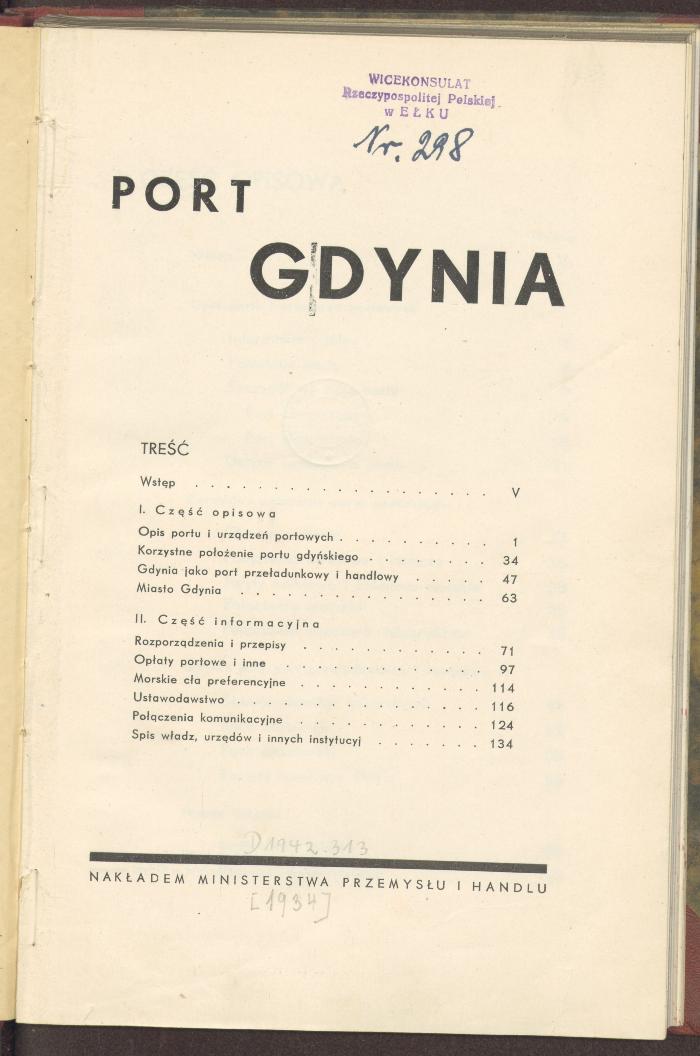 WICEKONSULAT
Rzeczypospolitej Polskiej
w EŁKU
Nr. 298
PORT
GDYNIA
TREŚĆ
Wstęp . . . . . . . . . . . . . . . . . . V
I. Część opisowa
Opis portu i urządzeń portowych . . . . . . . . . 1
Korzystne położenie portu gdyńskiego . . . . . . . 34
Gdynia jako port przeładunkowy i handlowy . . . . . 47
Miasto Gdynia . . . . . . . . . . . . . . . 63
II. Część informacyjna
Rozporządzenia i przepisy . . . . . . . . . . . 71
Opłaty portowe i inne . . . . . . . . . . . . 97
Morskie cła preferencyjne . . . . . . . . . . . 114
Ustawodawstwo . . . . . . . . . . . . . . 116
Połączenia komunikacyjne . . . . . . . . . . . 124
Spis władz, urzędów i innych instytucyj . . . . . . . 134
D1942.313
NAKŁADEM MINISTERSTWA PRZEMYSŁU I HANDLU
[1934]